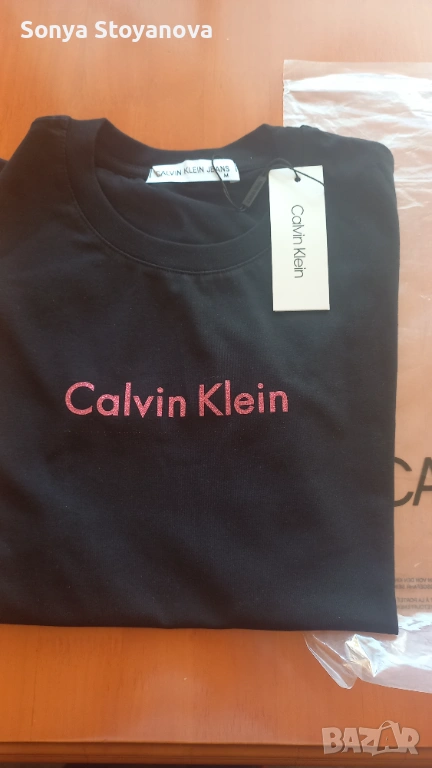 Sonya Stoyanova
CALVIN KLEIN JEANS
M
Calvin Klein
Calvin Klein
CA
BAZAR